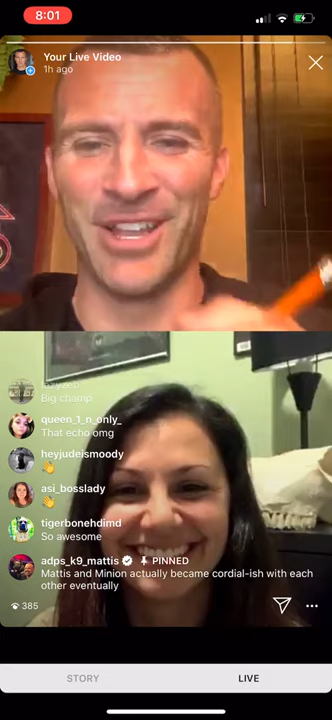 8:01
Your Live Video
1h ago
Big champ
queen_1_n_only_
That echo omg
heyjudeismoody
asi_bosslady
tigerbonehdimd
So awesome
adps_k9_mattis PINNED
Mattis and Minion actually became cordial-ish with each
other eventually
385
STORY
LIVE